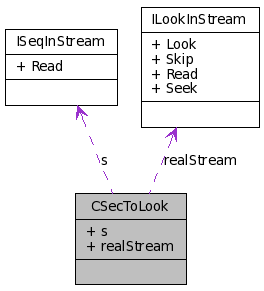 ISeqInStream
+ Read
ILookInStream
+ Look
+ Skip
+ Read
+ Seek
s
realStream
CSecToLook
+ s
+ realStream